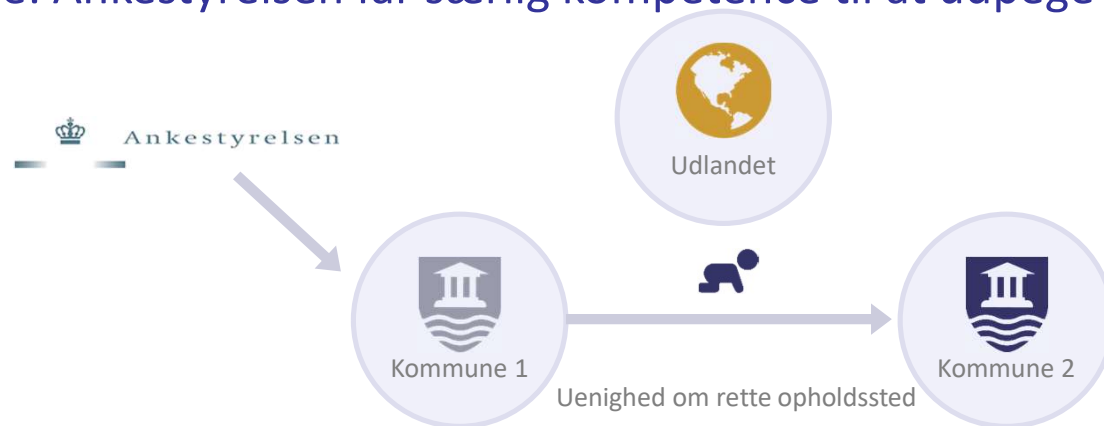 e. Ankestyrelsen får særlig kompetence til at udpege
Ankestyrelsen
Udlandet
Kommune 1
Kommune 2
Uenighed om rette opholdssted